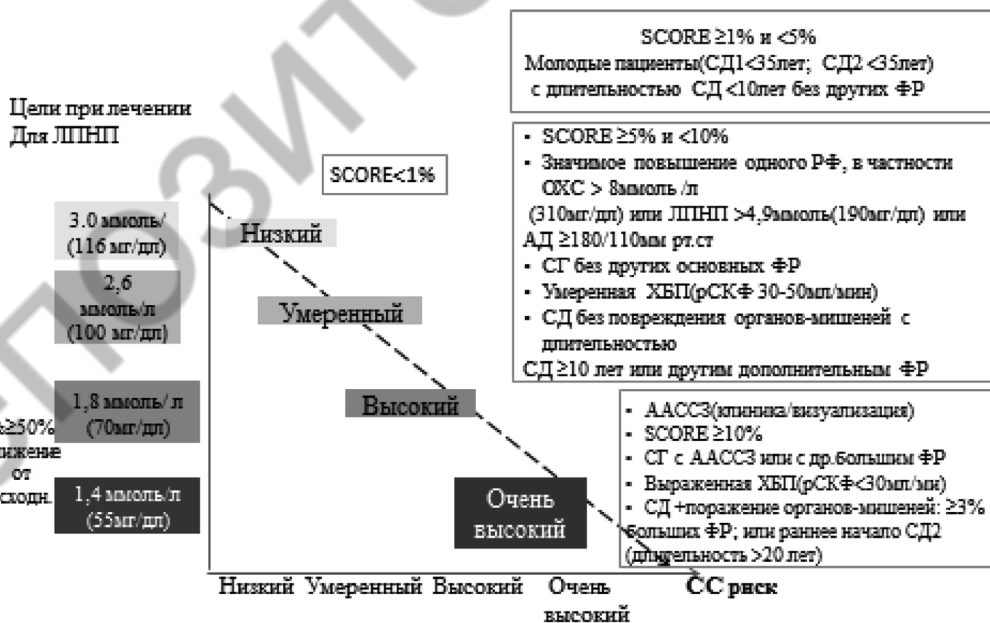 SCORE ≥1% и <5%
Молодые пациенты(СД1<35лет; СД2 <35лет)
с длительностью СД <10лет без других ФР
Цели при лечении
Для ЛПНП
SCORE<1%
▪ SCORE ≥5% и <10%
▪ Значимое повышение одного РФ, в частности
ОХС > 8ммоль /л
(310мг/дл) или ЛПНП >4,9ммоль(190мг/дл) или
АД ≥180/110мм рт.ст
▪ СГ без других основных ФР
▪ Умеренная ХБП(рСКФ 30-50мл/мин)
▪ СД без повреждения органов-мишеней с
длительностью
СД ≥10 лет или другим дополнительным ФР
3.0 ммоль/
(116 мг/дл)
2,6
ммоль/л
(100 мг/дл)
1,8 ммоль/ л
(70мг/дл)
1,4 ммоль/л
(55мг/дл)
≥50%
ижение
от
сходн.
Низкий
Умеренный
Высокий
Очень
высокий
▪ ААССЗ(клиника/визуализация)
▪ SCORE ≥10%
▪ СГ с ААССЗ или с др.большим ФР
▪ Выраженная ХБП(рСКФ<30мл/ми)
▪ СД +поражение органов-мишеней: ≥3%
больших ФР; или раннее начало СД2
(длительность >20 лет)
Низкий Умеренный Высокий Очень
высокий
СС риск